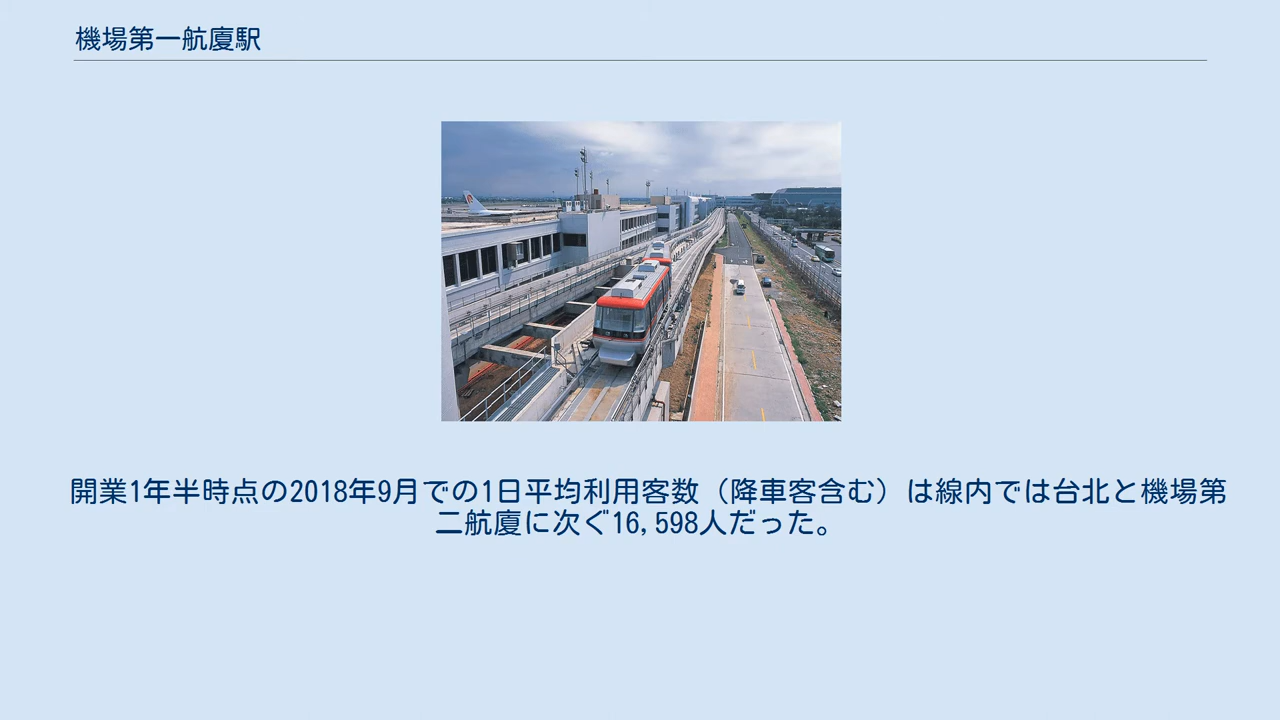 機場第一航廈駅
開業1年半時点の2018年9月での1日平均利用客数（降車客含む）は線内では台北と機場第
二航廈に次ぐ16,598人だった。